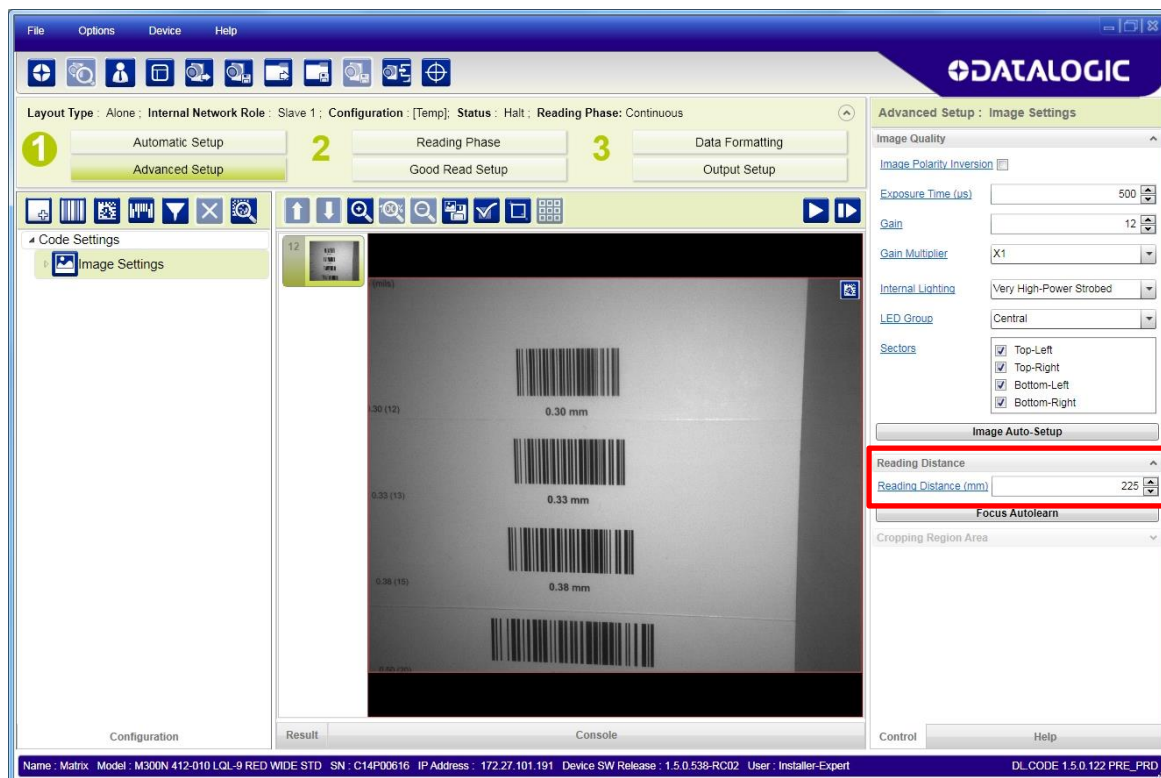 File Options Device Help
DATALOGIC
Layout Type : Alone ; Internal Network Role : Slave 1 ; Configuration : [Temp]; Status : Halt ; Reading Phase: Continuous
1
Automatic Setup
Advanced Setup
2
Reading Phase
Good Read Setup
3
Data Formatting
Output Setup
Code Settings
Image Settings
12
(mils)
0.30 mm
.30 (12)
0.33 mm
0.33 (13)
0.38 mm
0.38 (15)
Configuration
Result
Console
Advanced Setup : Image Settings
Image Quality
Image Polarity Inversion
Exposure Time (us) 500
Gain 12
Gain Multiplier X1
Internal Lighting Very High-Power Strobed
LED Group Central
Sectors
Top-Left
Top-Right
Bottom-Left
Bottom-Right
Image Auto-Setup
Reading Distance
Reading Distance (mm) 225
Focus Autolearn
Cropping Region Area
Control Help
Name : Matrix Model : M300N 412-010 LQL-9 RED WIDE STD SN : C14P00616 IP Address : 172.27.101.191 Device SW Release : 1.5.0.538-RC02 User : Installer-Expert DL.CODE 1.5.0.122 PRE_PRD